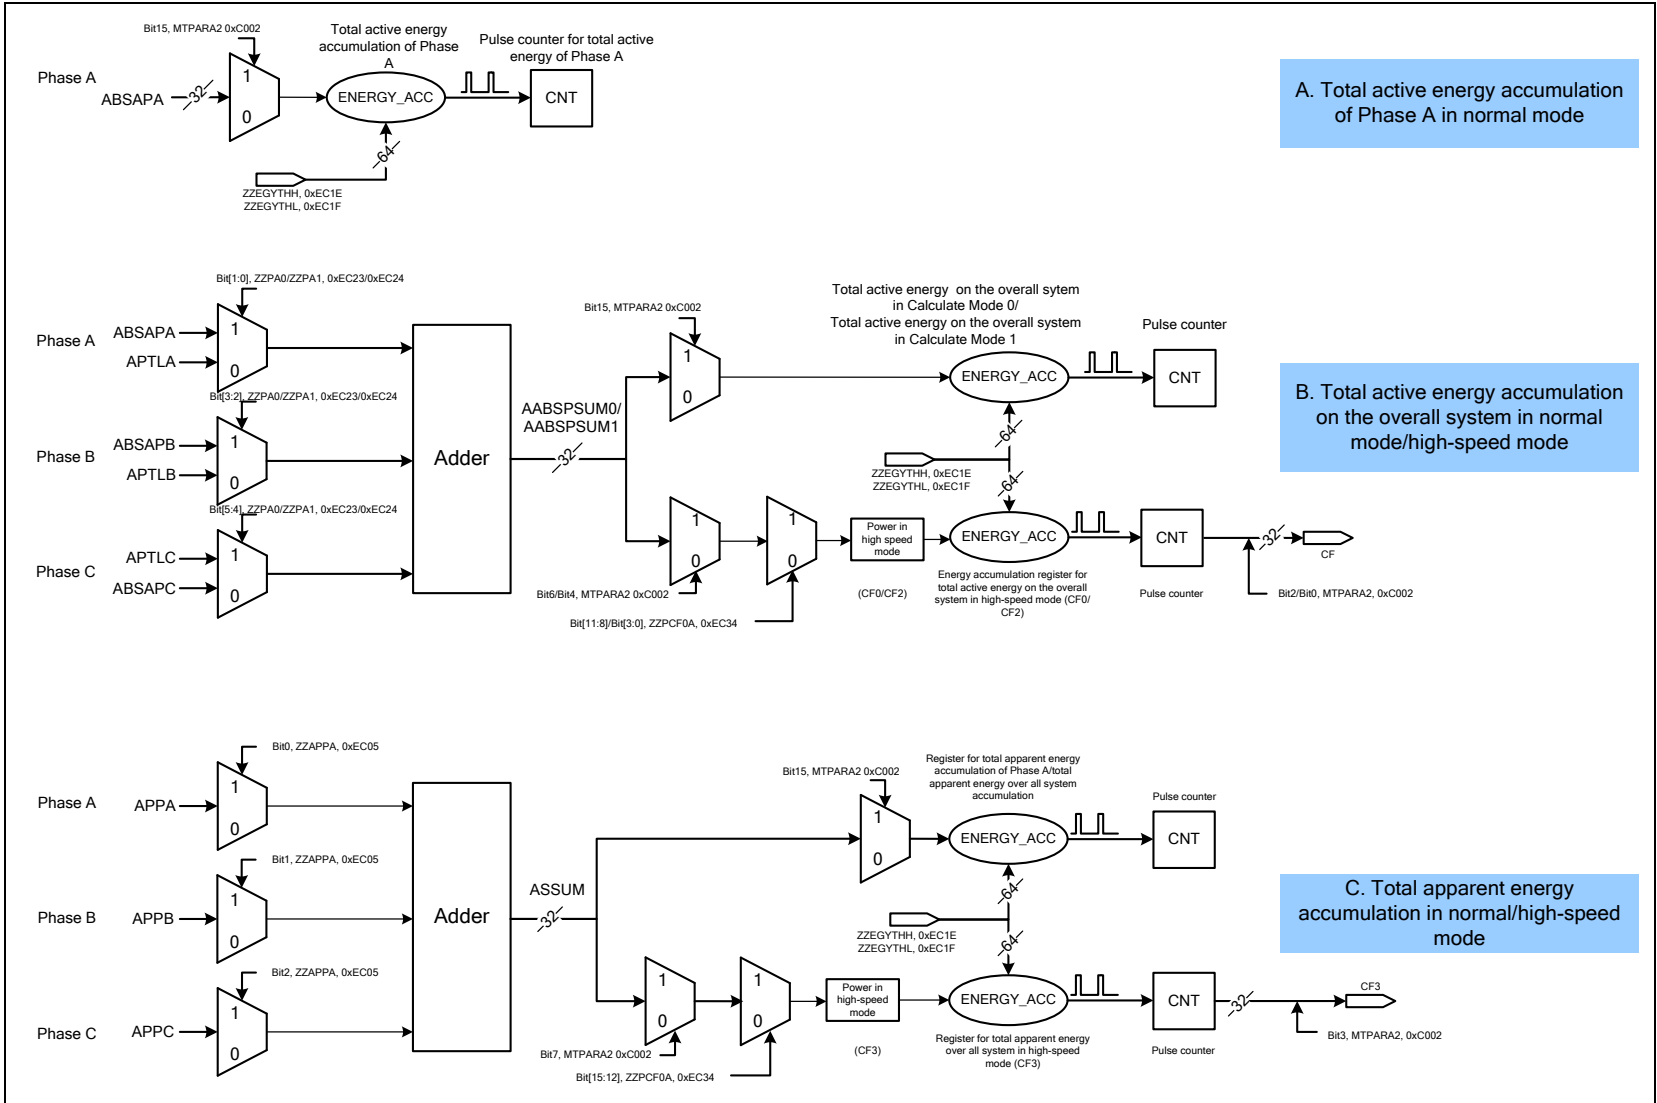 Bit15, MTPARA2 0xC002
Total active energy
accumulation of Phase
A
Pulse counter for total active
energy of Phase A
Phase A
ABSAPA
32
1
0
ENERGY_ACC
CNT
64
ZZEGYTHH, 0xEC1E
ZZEGYTHL, 0xEC1F
A. Total active energy accumulation
of Phase A in normal mode
Bit[1:0], ZZPA0/ZZPA1, 0xEC23/0xEC24
Phase A
ABSAPA
APTLA
1
0
Bit[3:2], ZZPA0/ZZPA1, 0xEC23/0xEC24
Phase B
ABSAPB
APTLB
1
0
Bit[5:4], ZZPA0/ZZPA1, 0xEC23/0xEC24
Phase C
APTLC
ABSAPC
1
0
Adder
AABSPSUM0/
AABSPSUM1
32
Bit15, MTPARA2 0xC002
1
0
Total active energy on the overall sytem
in Calculate Mode 0/
Total active energy on the overall system
in Calculate Mode 1
ENERGY_ACC
Pulse counter
CNT
64
ZZEGYTHH, 0xEC1E
ZZEGYTHL, 0xEC1F
64
1
0
Bit6/Bit4, MTPARA2 0xC002
1
0
Bit[11:8]/Bit[3:0], ZZPCF0A, 0xEC34
Power in
high speed
mode
(CF0/CF2)
ENERGY_ACC
Energy accumulation register for
total active energy on the overall
system in high-speed mode (CF0/
CF2)
CNT
Pulse counter
32
CF
Bit2/Bit0, MTPARA2, 0xC002
B. Total active energy accumulation
on the overall system in normal
mode/high-speed mode
Bit0, ZZAPPA, 0xEC05
Phase A
APPA
1
0
Bit1, ZZAPPA, 0xEC05
Phase B
APPB
1
0
Bit2, ZZAPPA, 0xEC05
Phase C
APPC
1
0
Adder
ASSUM
32
Bit15, MTPARA2 0xC002
1
0
Register for total apparent energy
accumulation of Phase A/total
apparent energy over all system
accumulation
ENERGY_ACC
Pulse counter
CNT
64
ZZEGYTHH, 0xEC1E
ZZEGYTHL, 0xEC1F
64
1
0
Bit7, MTPARA2 0xC002
1
0
Bit[15:12], ZZPCF0A, 0xEC34
Power in
high-speed
mode
(CF3)
ENERGY_ACC
Register for total apparent energy
over all system in high-speed
mode (CF3)
CNT
Pulse counter
32
CF3
Bit3, MTPARA2, 0xC002
C. Total apparent energy
accumulation in normal/high-speed
mode